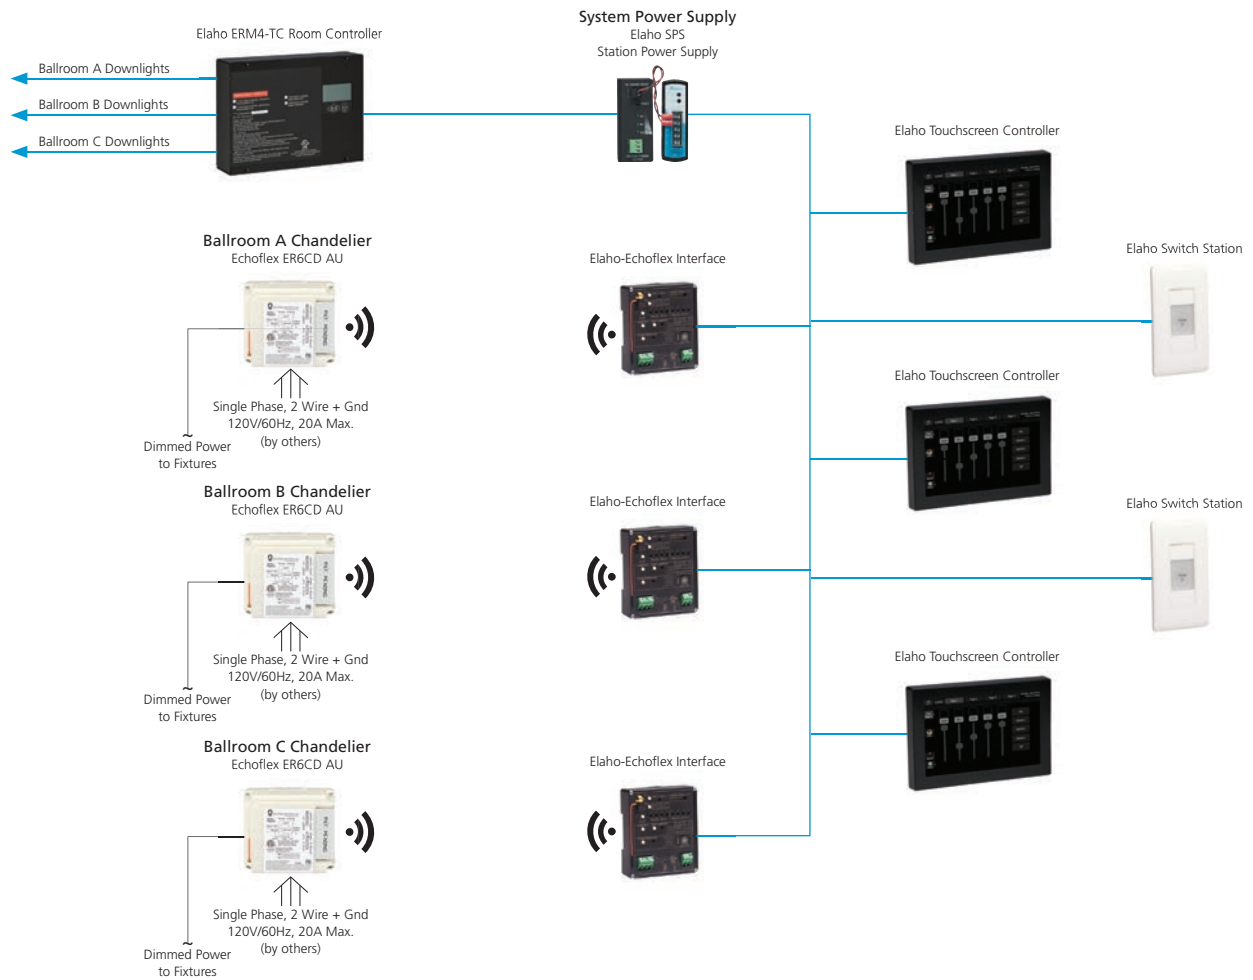 System Power Supply
Elaho SPS
Station Power Supply
Elaho ERM4-TC Room Controller
Ballroom A Downlights
Ballroom B Downlights
Ballroom C Downlights
Elaho Touchscreen Controller
Ballroom A Chandelier
Echoflex ER6CD AU
Elaho-Echoflex Interface
Elaho Switch Station
Single Phase, 2 Wire + Gnd
120V/60Hz, 20A Max.
(by others)
~
Dimmed Power
to Fixtures
Elaho Touchscreen Controller
Ballroom B Chandelier
Echoflex ER6CD AU
Elaho-Echoflex Interface
Elaho Switch Station
Single Phase, 2 Wire + Gnd
120V/60Hz, 20A Max.
(by others)
~
Dimmed Power
to Fixtures
Elaho Touchscreen Controller
Ballroom C Chandelier
Echoflex ER6CD AU
Elaho-Echoflex Interface
Single Phase, 2 Wire + Gnd
120V/60Hz, 20A Max.
(by others)
~
Dimmed Power
to Fixtures